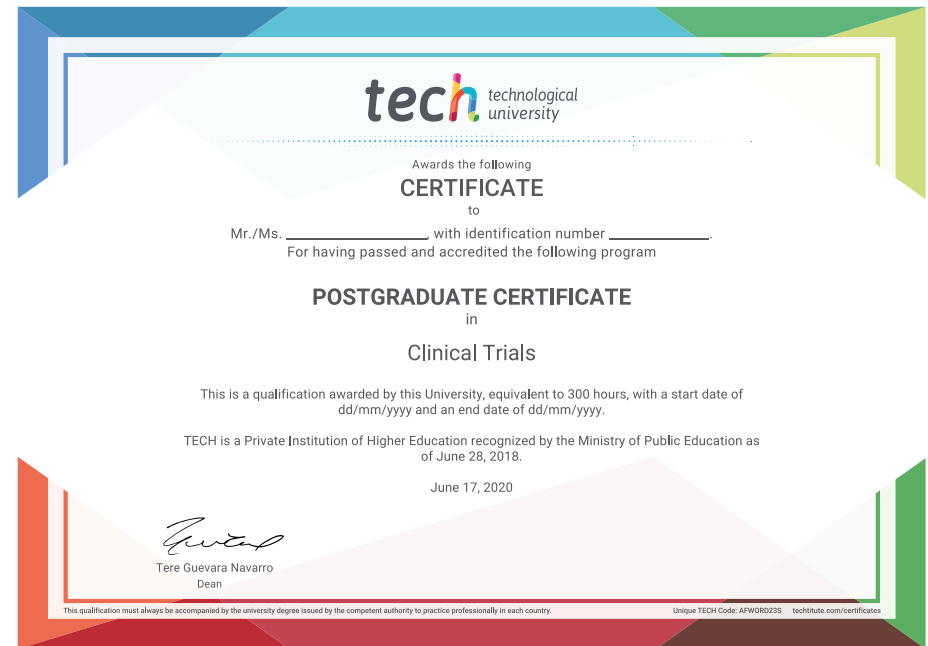 tech technological
university
Awards the following
CERTIFICATE
to
Mr./Ms. ____________________, with identification number ______________.
For having passed and accredited the following program
POSTGRADUATE CERTIFICATE
in
Clinical Trials
This is a qualification awarded by this University, equivalent to 300 hours, with a start date of
dd/mm/yyyy and an end date of dd/mm/yyyy.
TECH is a Private Institution of Higher Education recognized by the Ministry of Public Education as
of June 28, 2018.
June 17, 2020
Tere Guevara Navarro
Dean
This qualification must always be accompanied by the university degree issued by the competent authority to practice professionally in each country. Unique TECH Code: AFWORD23S techtitute.com/certificates